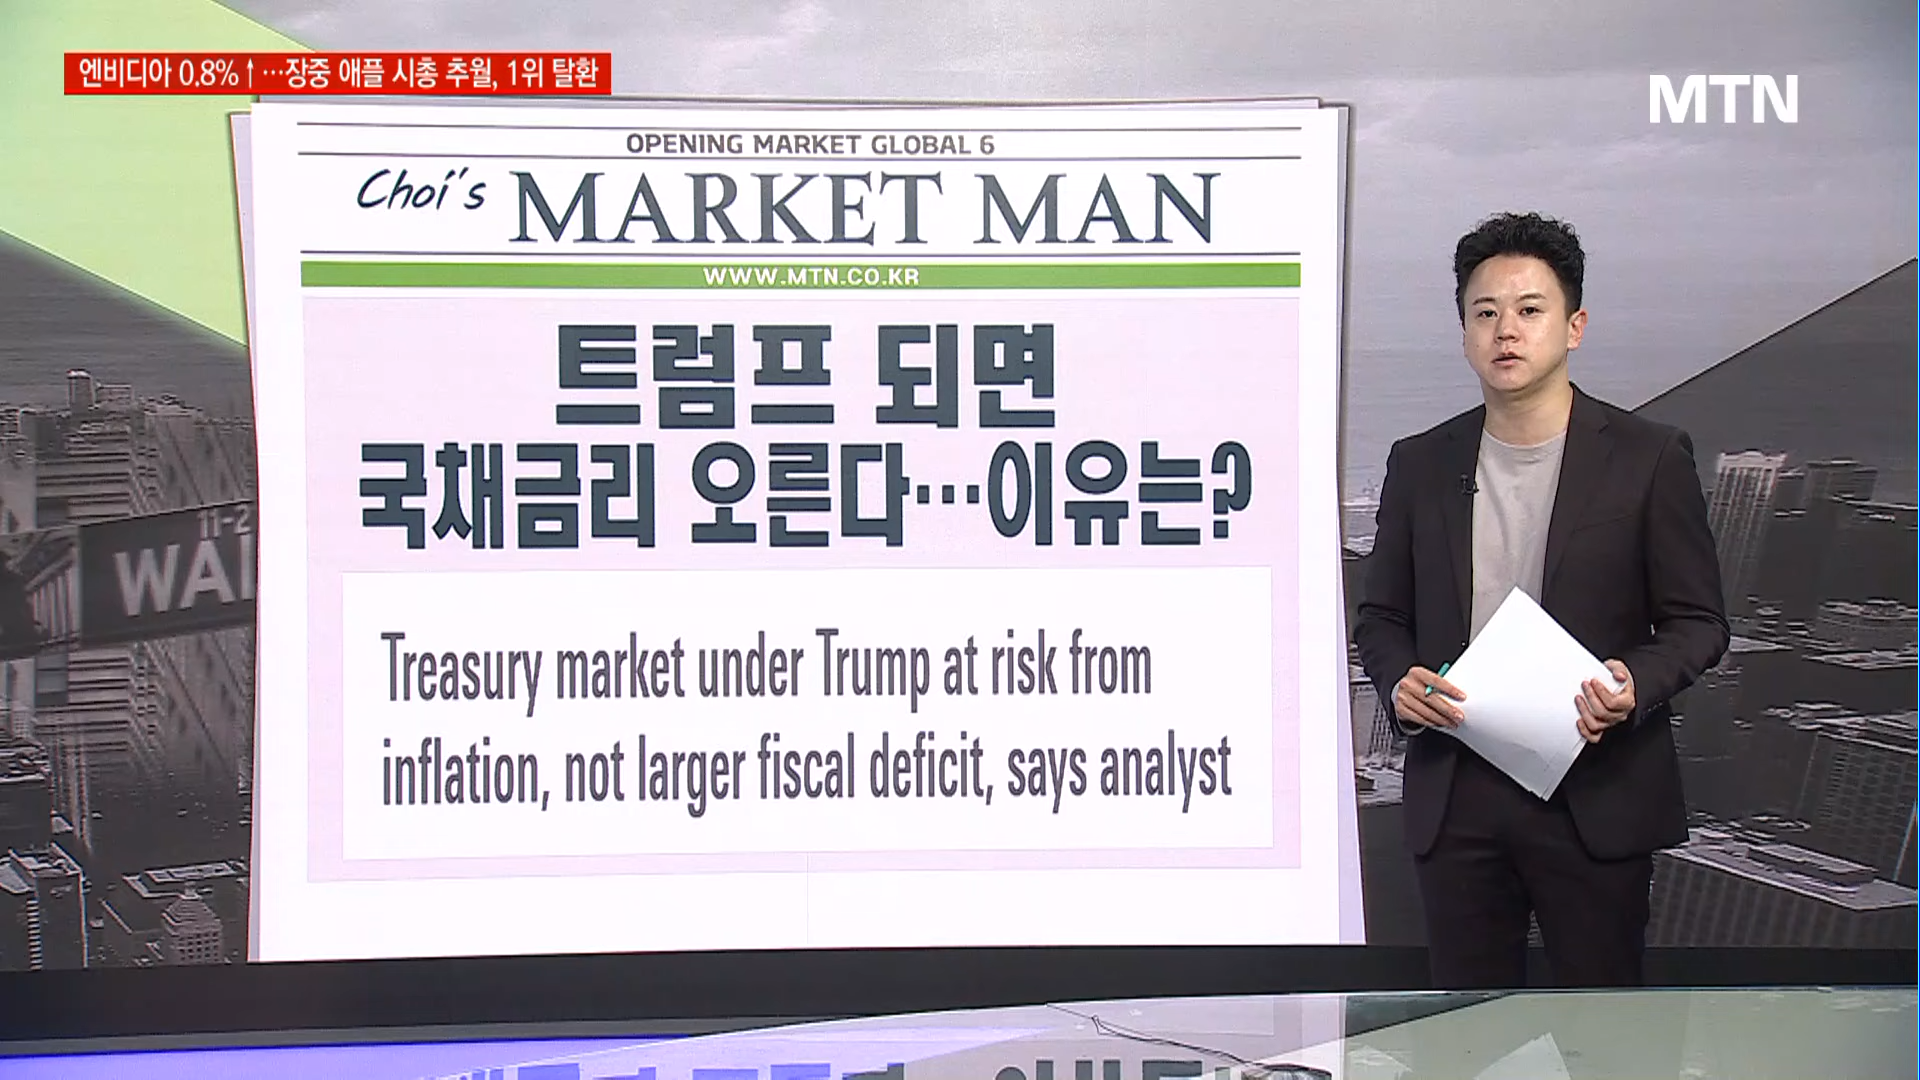 엔비디아 0.8%↑…장중 애플 시총 추월, 1위 탈환
MTN
OPENING MARKET GLOBAL 6
Choi's MARKET MAN
WWW.MTN.CO.KR
트럼프 되면
국채금리 오른다…이유는?
Treasury market under Trump at risk from
inflation, not larger fiscal deficit, says analyst
11-2
WAL